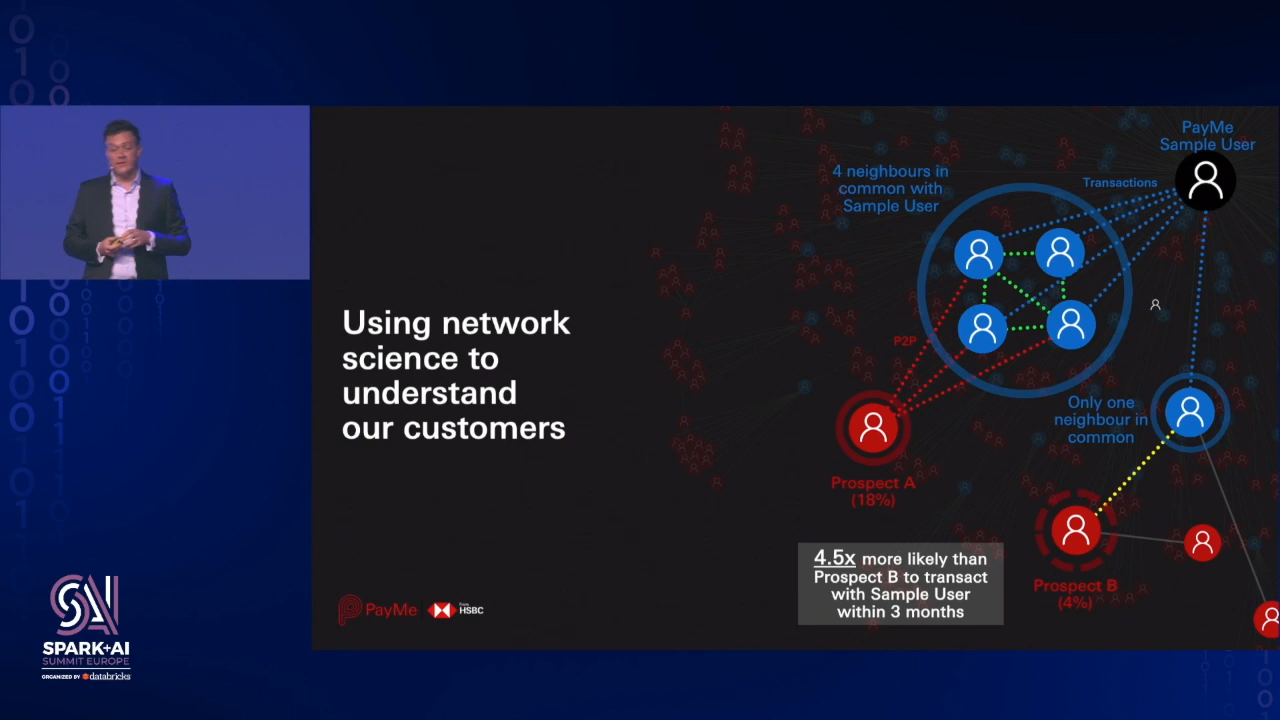 Using network
science to
understand
our customers
PayMe
Sample User
4 neighbours in
common with
Sample User
Transactions
P2P
Only one
neighbour in
common
Prospect A
(18%)
Prospect B
(4%)
4.5x more likely than
Prospect B to transact
with Sample User
within 3 months
PayMe
From
HSBC
SAI
SPARK+AI
SUMMIT EUROPE
ORGANIZED BY databricks